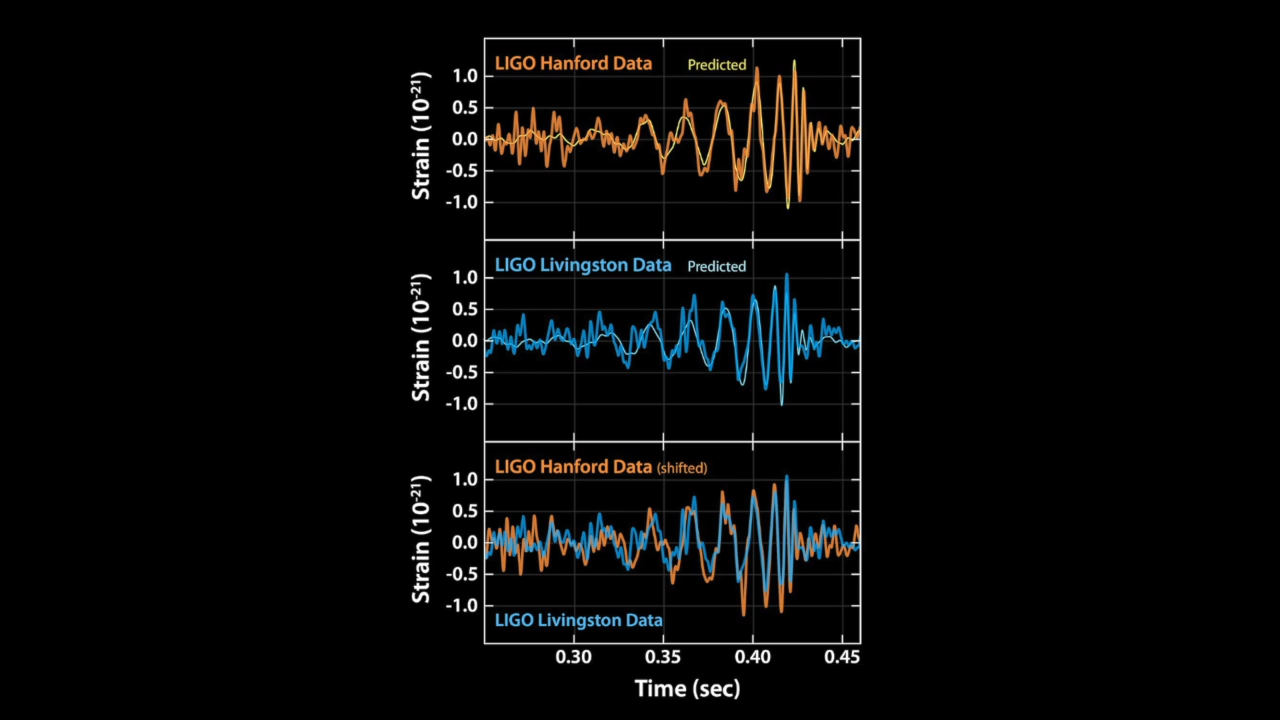 LIGO Hanford Data Predicted
1.0
0.5
0.0
-0.5
-1.0
Strain (10⁻²¹)
LIGO Livingston Data Predicted
1.0
0.5
0.0
-0.5
-1.0
Strain (10⁻²¹)
LIGO Hanford Data (shifted)
1.0
0.5
0.0
-0.5
-1.0
Strain (10⁻²¹)
LIGO Livingston Data
0.30 0.35 0.40 0.45
Time (sec)